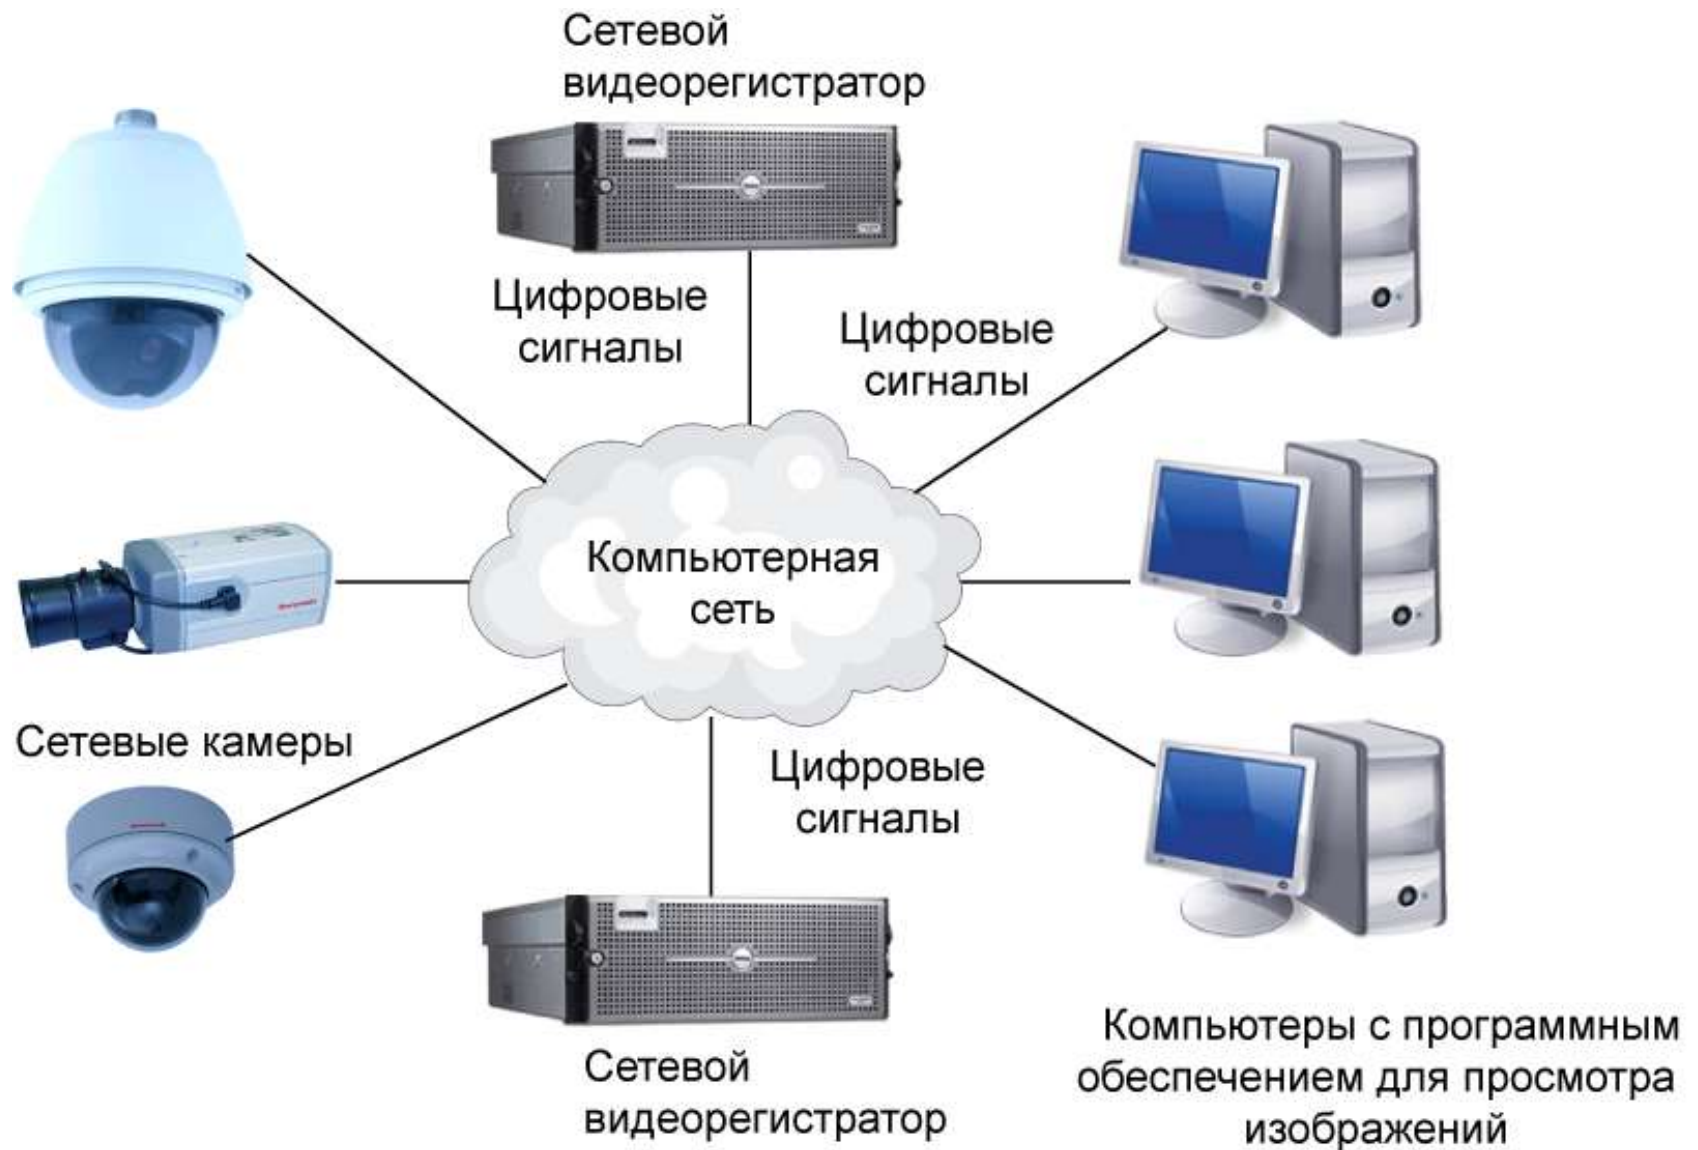 Сетевой
видеорегистратор
Цифровые
сигналы
Цифровые
сигналы
Компьютерная
сеть
Сетевые камеры
Цифровые
сигналы
Сетевой
видеорегистратор
Компьютеры с программным
обеспечением для просмотра
изображений